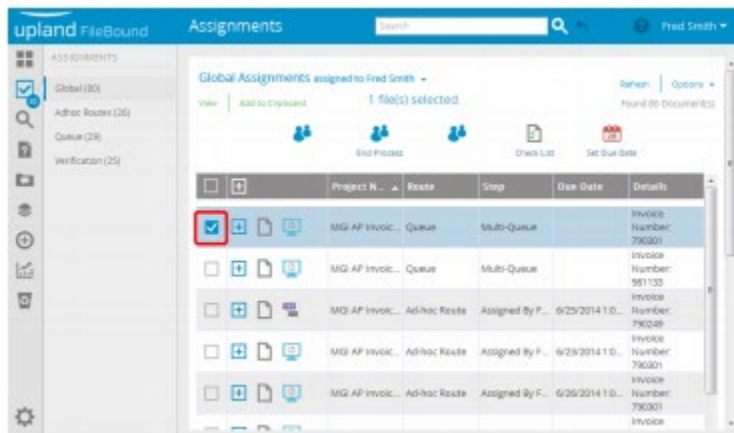 upland FileBound
Assignments
Search
Fred Smith
ASSIGNMENTS
Global (80)
Adhoc Routes (26)
Queue (29)
Verification (25)
Global Assignments assigned to Fred Smith
Refresh | Options
View | Add to Clipboard
1 file(s) selected.
Found 80 Document(s)
End Process
Check List
Set Due Date
Project N... Route Step Due Date Details
MGI AP Invoic... Queue Multi-Queue Invoice Number: 790301
MGI AP Invoic... Queue Multi-Queue Invoice Number: 981133
MGI AP Invoic... Ad-hoc Route Assigned By F... 6/25/2014 1:0... Invoice Number: 790249
MGI AP Invoic... Ad-hoc Route Assigned By F... 6/23/2014 1:0... Invoice Number: 790301
MGI AP Invoic... Ad-hoc Route Assigned By F... 6/26/2014 1:0... Invoice Number: 790301
Invoice